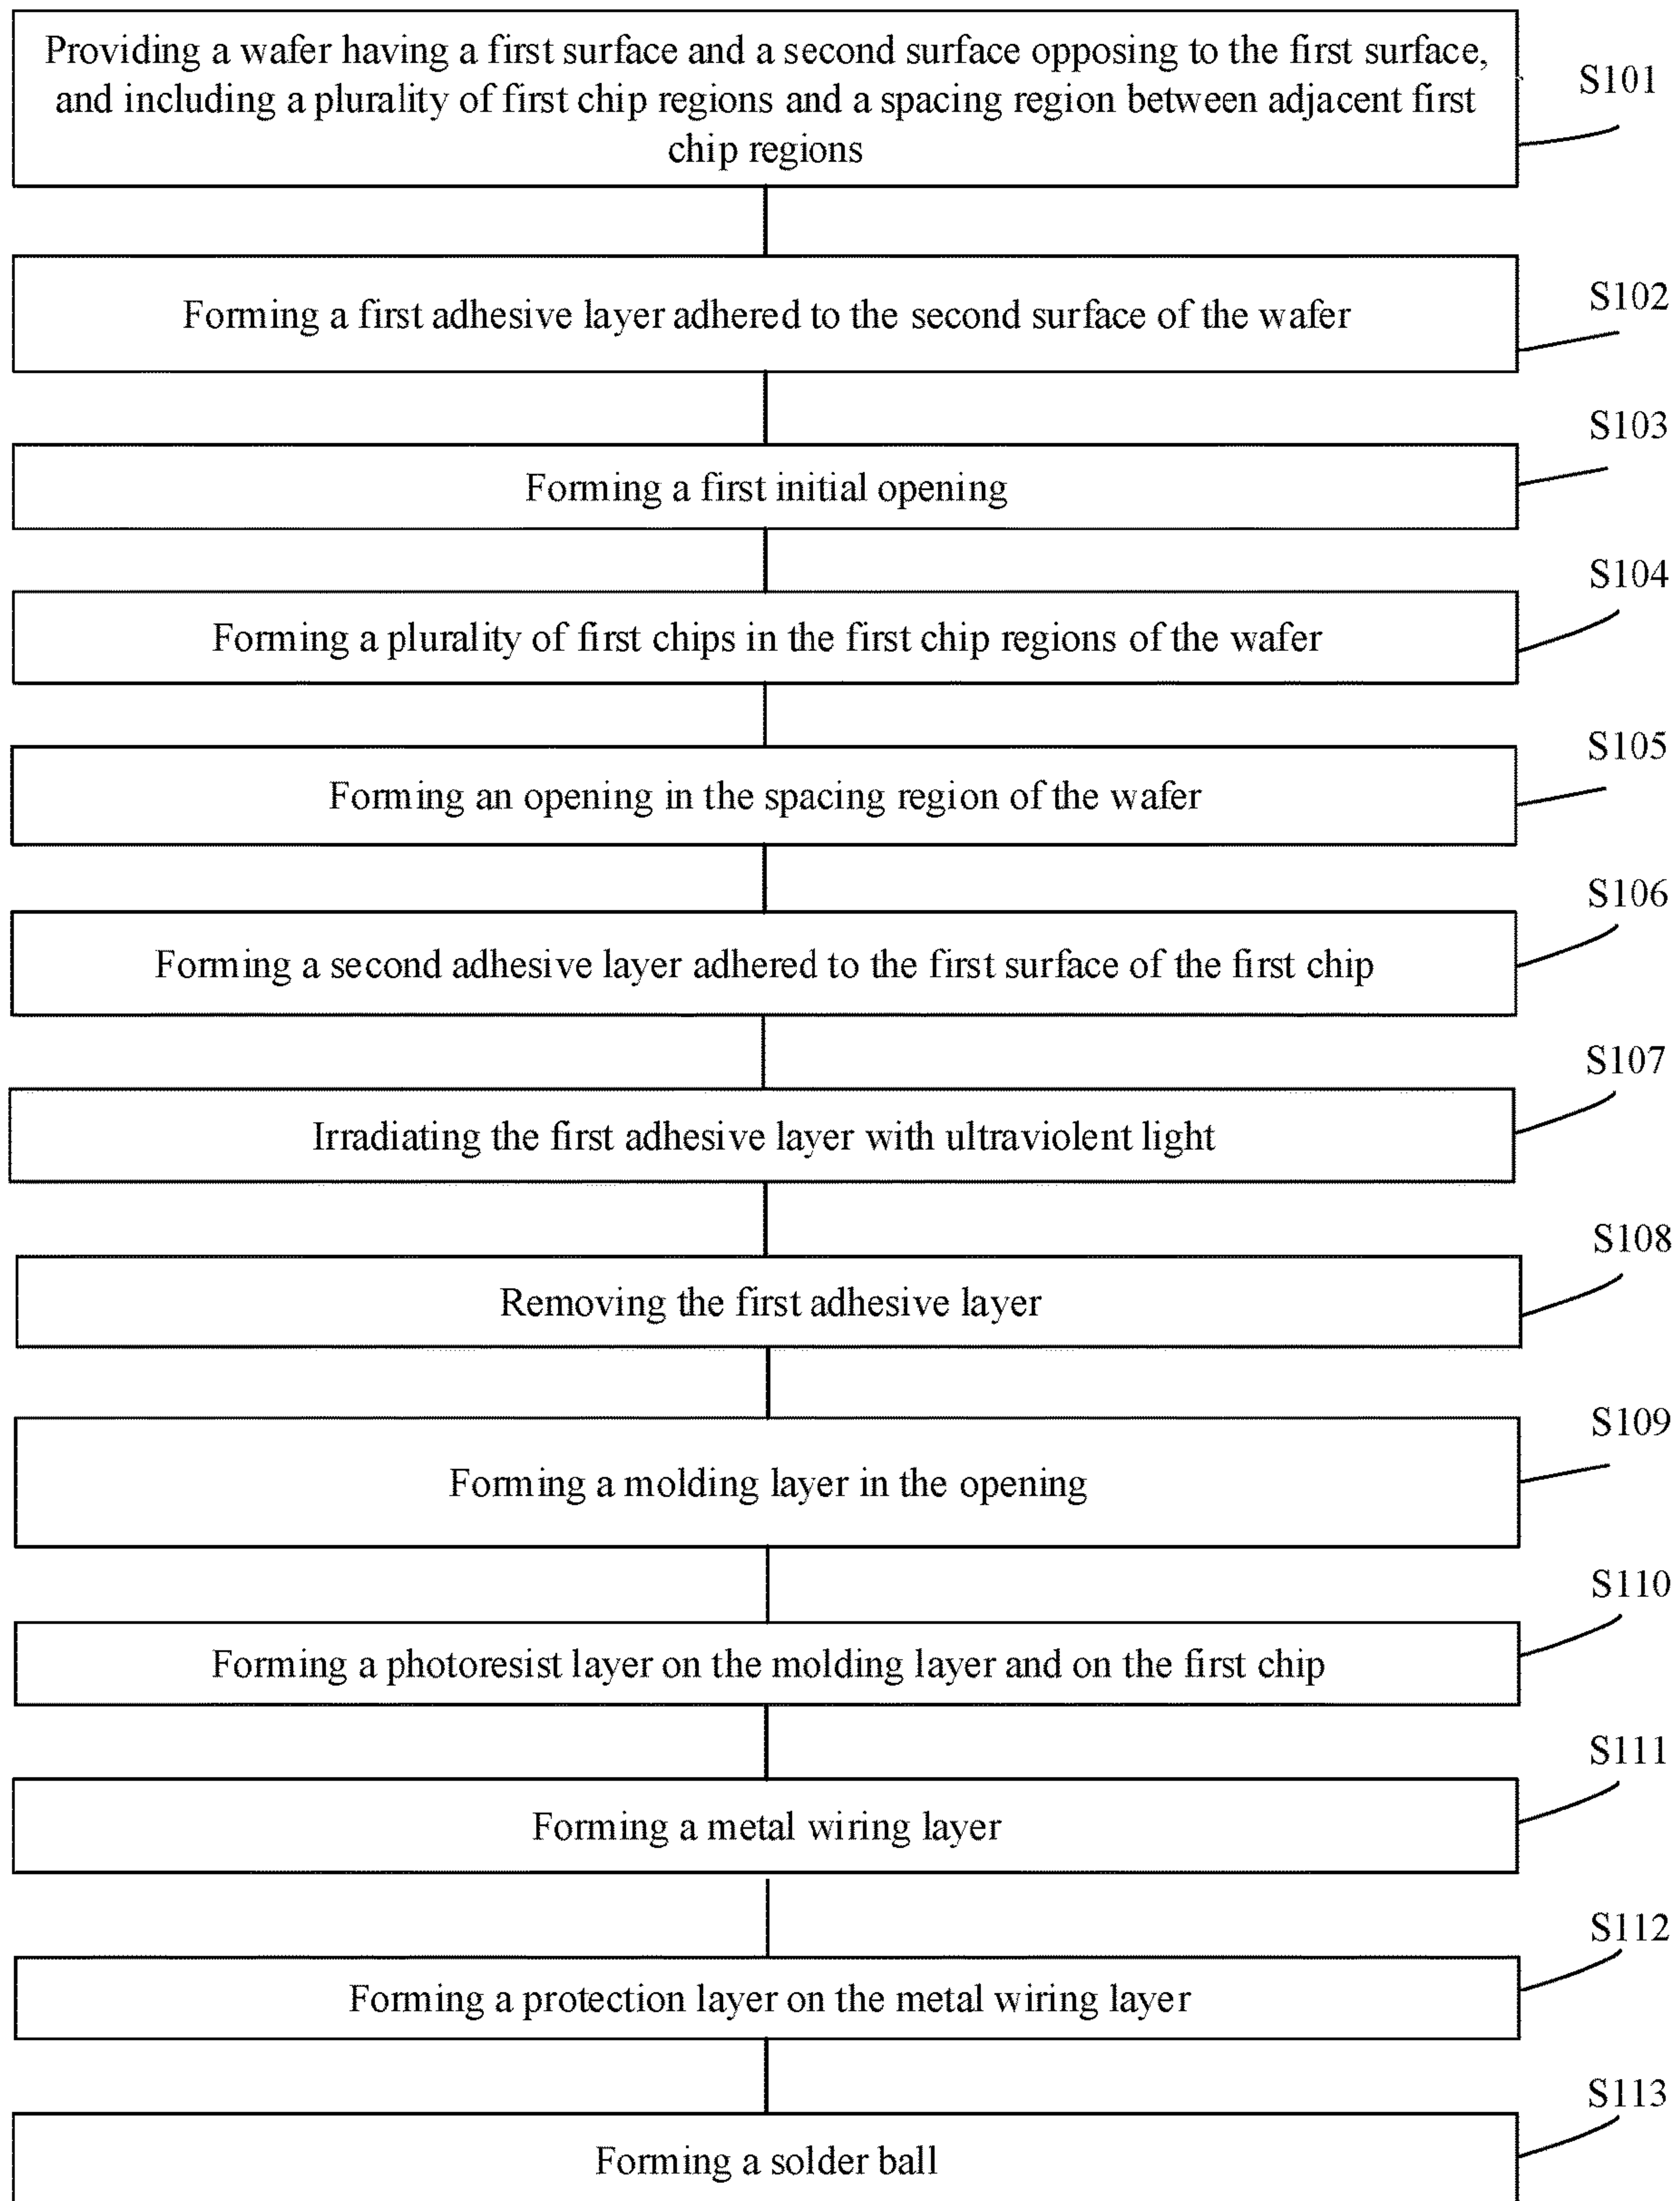 Providing a wafer having a first surface and a second surface opposing to the first surface,
and including a plurality of first chip regions and a spacing region between adjacent first
chip regions
S101
Forming a first adhesive layer adhered to the second surface of the wafer
S102
Forming a first initial opening
S103
Forming a plurality of first chips in the first chip regions of the wafer
S104
Forming an opening in the spacing region of the wafer
S105
Forming a second adhesive layer adhered to the first surface of the first chip
S106
Irradiating the first adhesive layer with ultraviolent light
S107
Removing the first adhesive layer
S108
Forming a molding layer in the opening
S109
Forming a photoresist layer on the molding layer and on the first chip
S110
Forming a metal wiring layer
S111
Forming a protection layer on the metal wiring layer
S112
Forming a solder ball
S113